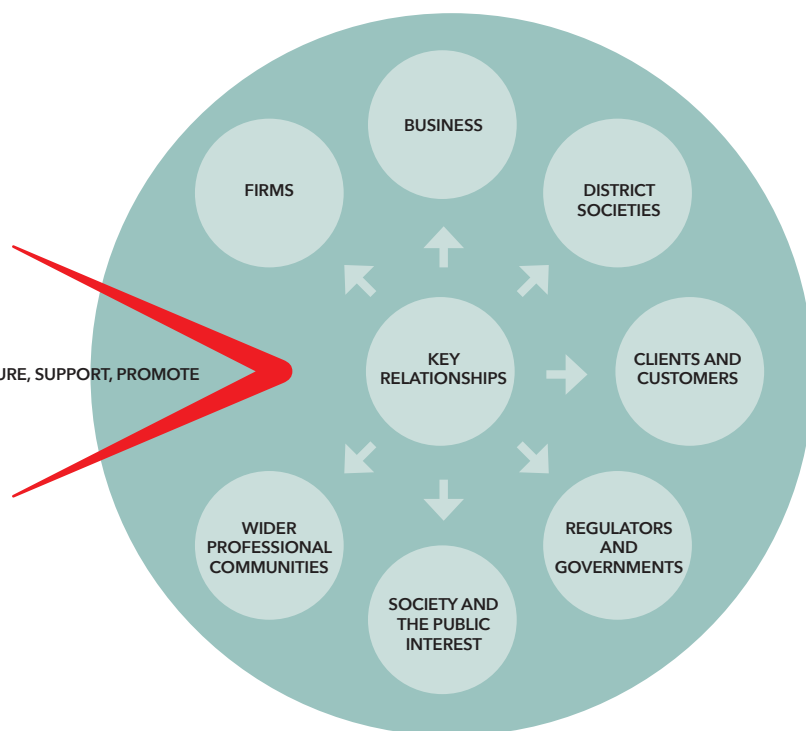 BUSINESS
FIRMS
DISTRICT
SOCIETIES
SUPPORT, PROMOTE
KEY
RELATIONSHIPS
CLIENTS AND
CUSTOMERS
WIDER
PROFESSIONAL
COMMUNITIES
REGULATORS
AND
GOVERNMENTS
SOCIETY AND
THE PUBLIC
INTEREST